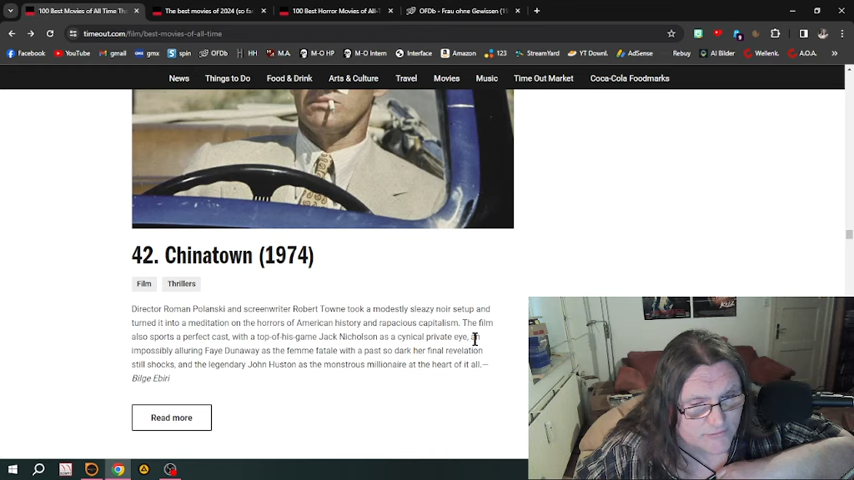 100 Best Movies of All Time Th
The best movies of 2024 (so fa
100 Best Horror Movies of All-T
OFDb - Frau ohne Gewissen (1
timeout.com/film/best-movies-of-all-time
Facebook YouTube gmail gmx spin OFDb HH M.A. M-O HP M-O Intern Interface Amazon 123 StreamYard YT Downl. AdSense Rebuy AI Bilder Wellenk. A.O.A.
News Things to Do Food & Drink Arts & Culture Travel Movies Music Time Out Market Coca-Cola Foodmarks
42. Chinatown (1974)
Film Thrillers
Director Roman Polanski and screenwriter Robert Towne took a modestly sleazy noir setup and
turned it into a meditation on the horrors of American history and rapacious capitalism. The film
also sports a perfect cast, with a top-of-his-game Jack Nicholson as a cynical private eye, an
impossibly alluring Faye Dunaway as the femme fatale with a past so dark her final revelation
still shocks, and the legendary John Huston as the monstrous millionaire at the heart of it all.—
Bilge Ebiri
Read more